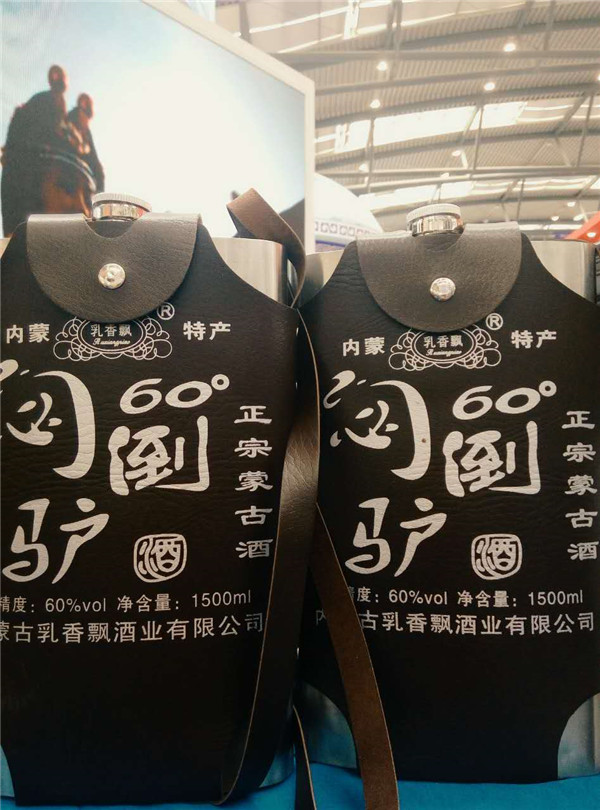 内蒙 乳香飘 ® 特产
60°
闷倒驴
酒
正宗蒙古酒
精度：60%vol 净含量：1500ml
蒙古乳香飘酒业有限公司
内蒙 乳香飘 ® 特产
60°
闷倒驴
酒
正宗蒙古酒
精度：60%vol 净含量：1500ml
古乳香飘酒业有限公司